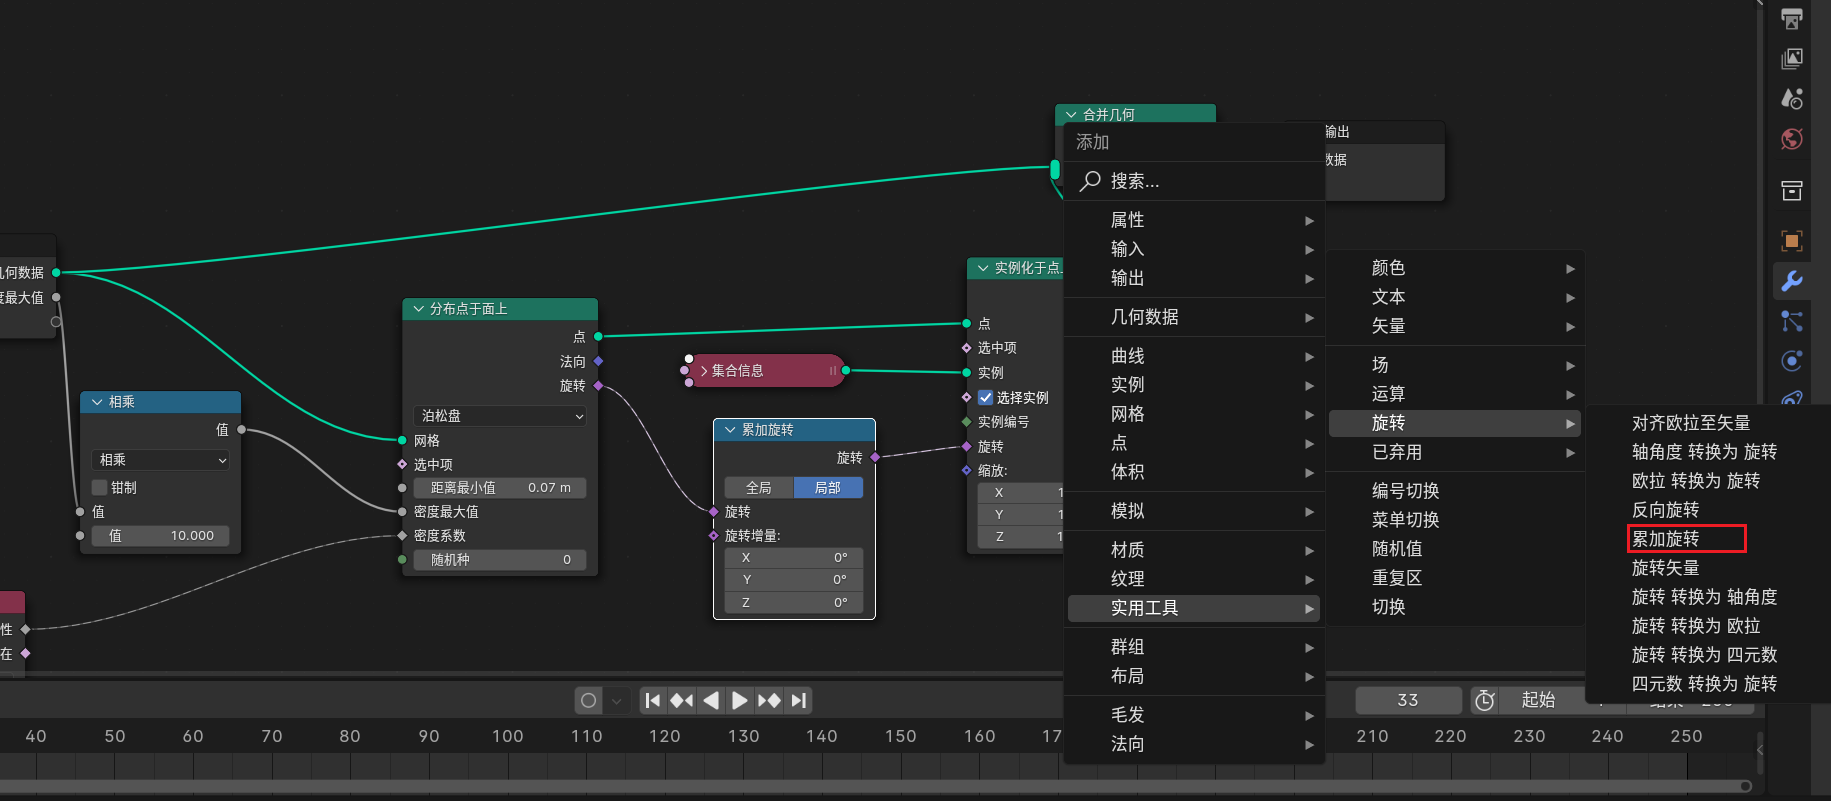 几何数据
度最大值
相乘
值
相乘
钳制
值
值 10.000
性
在
分布点于面上
点
法向
旋转
泊松盘
网格
选中项
距离最小值 0.07 m
密度最大值
密度系数
随机种 0
集合信息
累加旋转
旋转
全局 局部
旋转
旋转增量:
X 0°
Y 0°
Z 0°
实例化于点上
点
选中项
实例
选择实例
实例编号
旋转
缩放:
X 1
Y 1
Z 1
合并几何
输出
数据
添加
搜索...
属性
输入
输出
几何数据
曲线
实例
网格
点
体积
模拟
材质
纹理
实用工具
群组
布局
毛发
法向
颜色
文本
矢量
场
运算
旋转
已弃用
编号切换
菜单切换
随机值
重复区
切换
对齐欧拉至矢量
轴角度 转换为 旋转
欧拉 转换为 旋转
反向旋转
累加旋转
旋转矢量
旋转 转换为 轴角度
旋转 转换为 欧拉
旋转 转换为 四元数
四元数 转换为 旋转
33 起始
40 50 60 70 80 90 100 110 120 130 140 150 160 17 210 220 230 240 250